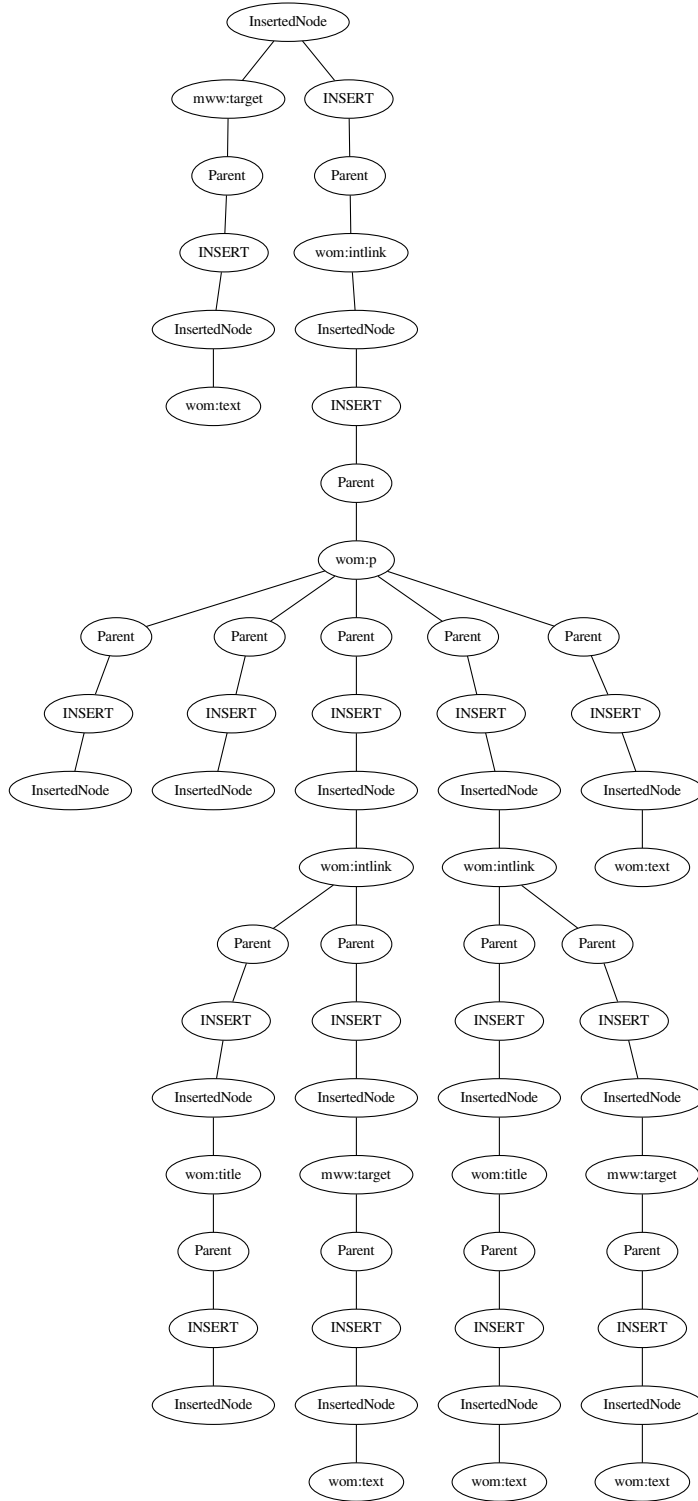 InsertedNode
mww:target INSERT
Parent Parent
INSERT wom:intlink
InsertedNode InsertedNode
wom:text INSERT
Parent
wom:p
Parent Parent Parent Parent Parent
INSERT INSERT INSERT INSERT INSERT
InsertedNode InsertedNode InsertedNode InsertedNode InsertedNode
wom:intlink wom:intlink wom:text
Parent Parent Parent Parent
INSERT INSERT INSERT INSERT
InsertedNode InsertedNode InsertedNode InsertedNode
wom:title mww:target wom:title mww:target
Parent Parent Parent Parent
INSERT INSERT INSERT INSERT
InsertedNode InsertedNode InsertedNode InsertedNode
wom:text wom:text wom:text